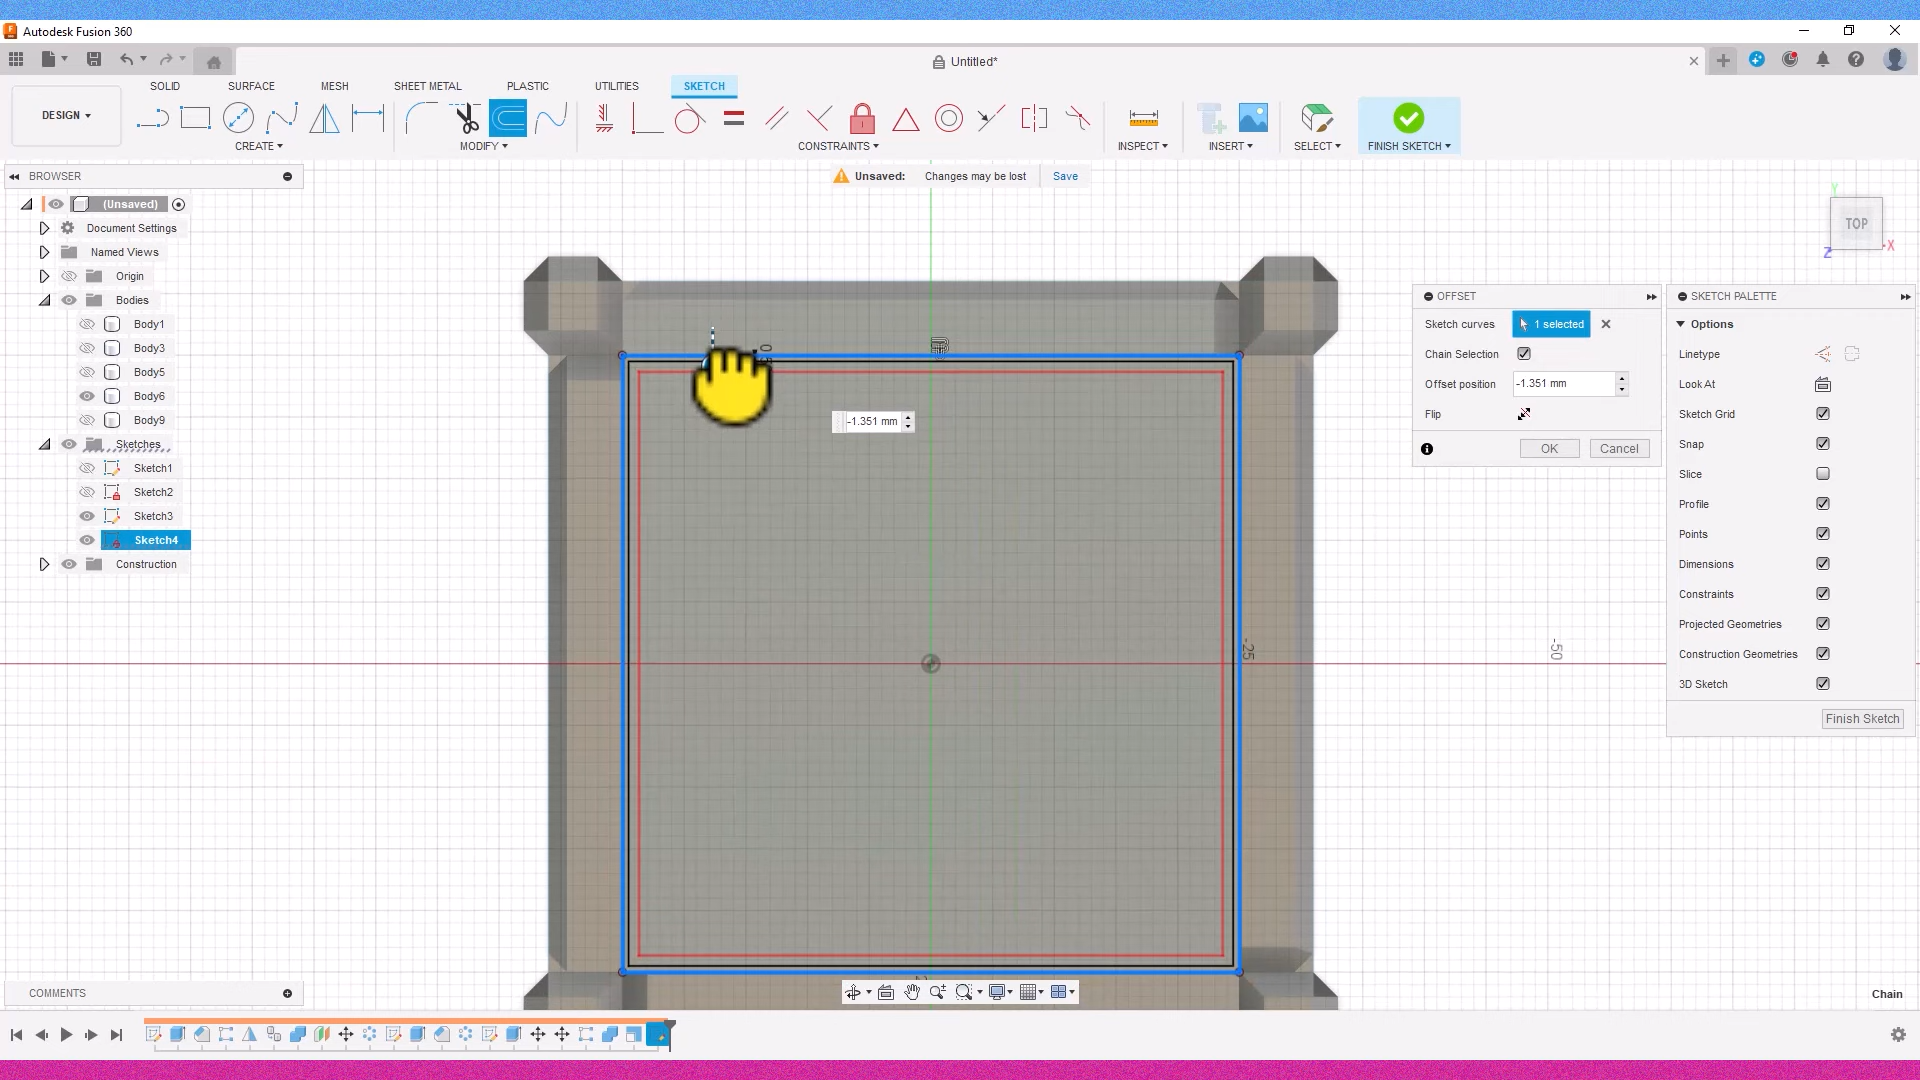 Autodesk Fusion 360
Untitled*
SOLID
SURFACE
MESH
SHEET METAL
PLASTIC
UTILITIES
SKETCH
DESIGN
CREATE
MODIFY
CONSTRAINTS
INSPECT
INSERT
SELECT
FINISH SKETCH
BROWSER
Unsaved: Changes may be lost Save
(Unsaved)
Document Settings
Named Views
Origin
Bodies
Body1
Body3
Body5
Body6
Body9
Sketches
Sketch1
Sketch2
Sketch3
Sketch4
Construction
Y
TOP
X
Z
-1.351 mm
-25
-50
OFFSET
Sketch curves 1 selected
Chain Selection
Offset position -1.351 mm
Flip
OK Cancel
SKETCH PALETTE
Options
Linetype
Look At
Sketch Grid
Snap
Slice
Profile
Points
Dimensions
Constraints
Projected Geometries
Construction Geometries
3D Sketch
Finish Sketch
COMMENTS
Chain